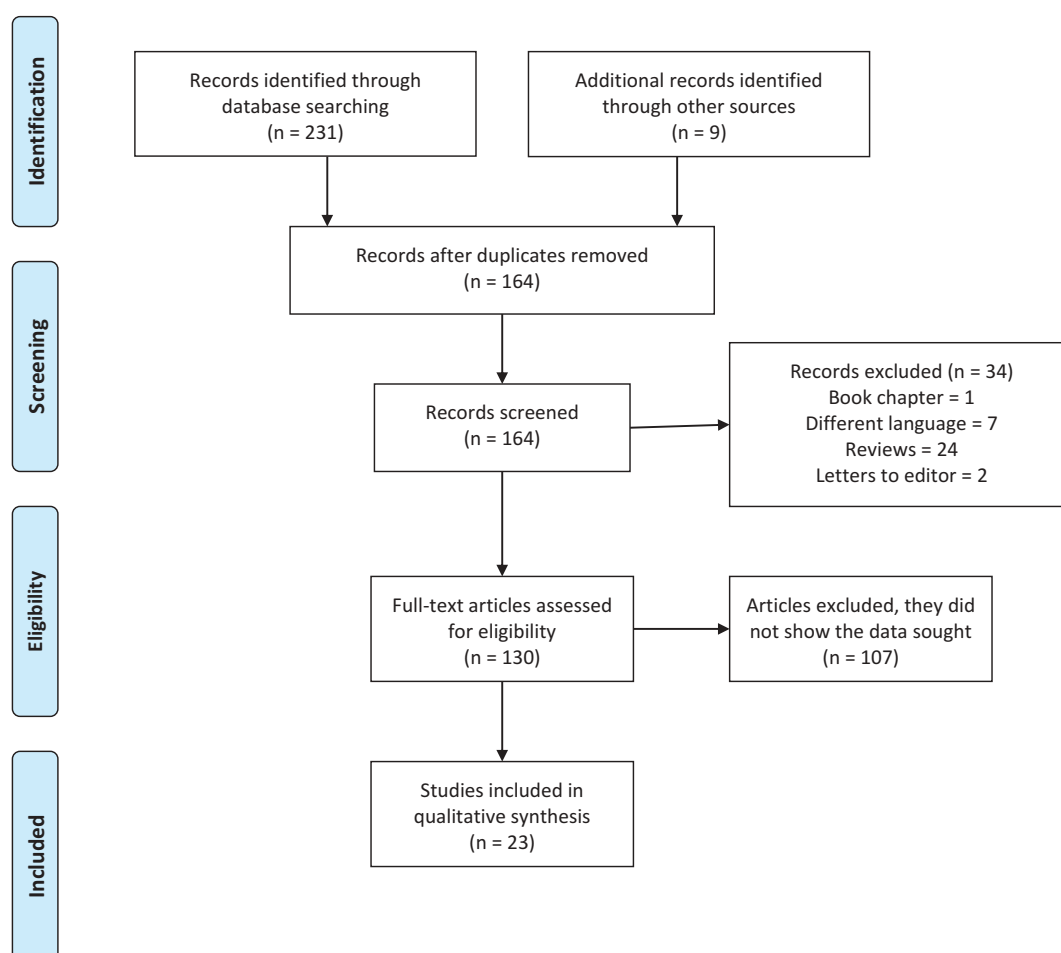 Identification
Records identified through
database searching
(n = 231)
Additional records identified
through other sources
(n = 9)
Records after duplicates removed
(n = 164)
Screening
Records screened
(n = 164)
Records excluded (n = 34)
Book chapter = 1
Different language = 7
Reviews = 24
Letters to editor = 2
Eligibility
Full-text articles assessed
for eligibility
(n = 130)
Articles excluded, they did
not show the data sought
(n = 107)
Included
Studies included in
qualitative synthesis
(n = 23)